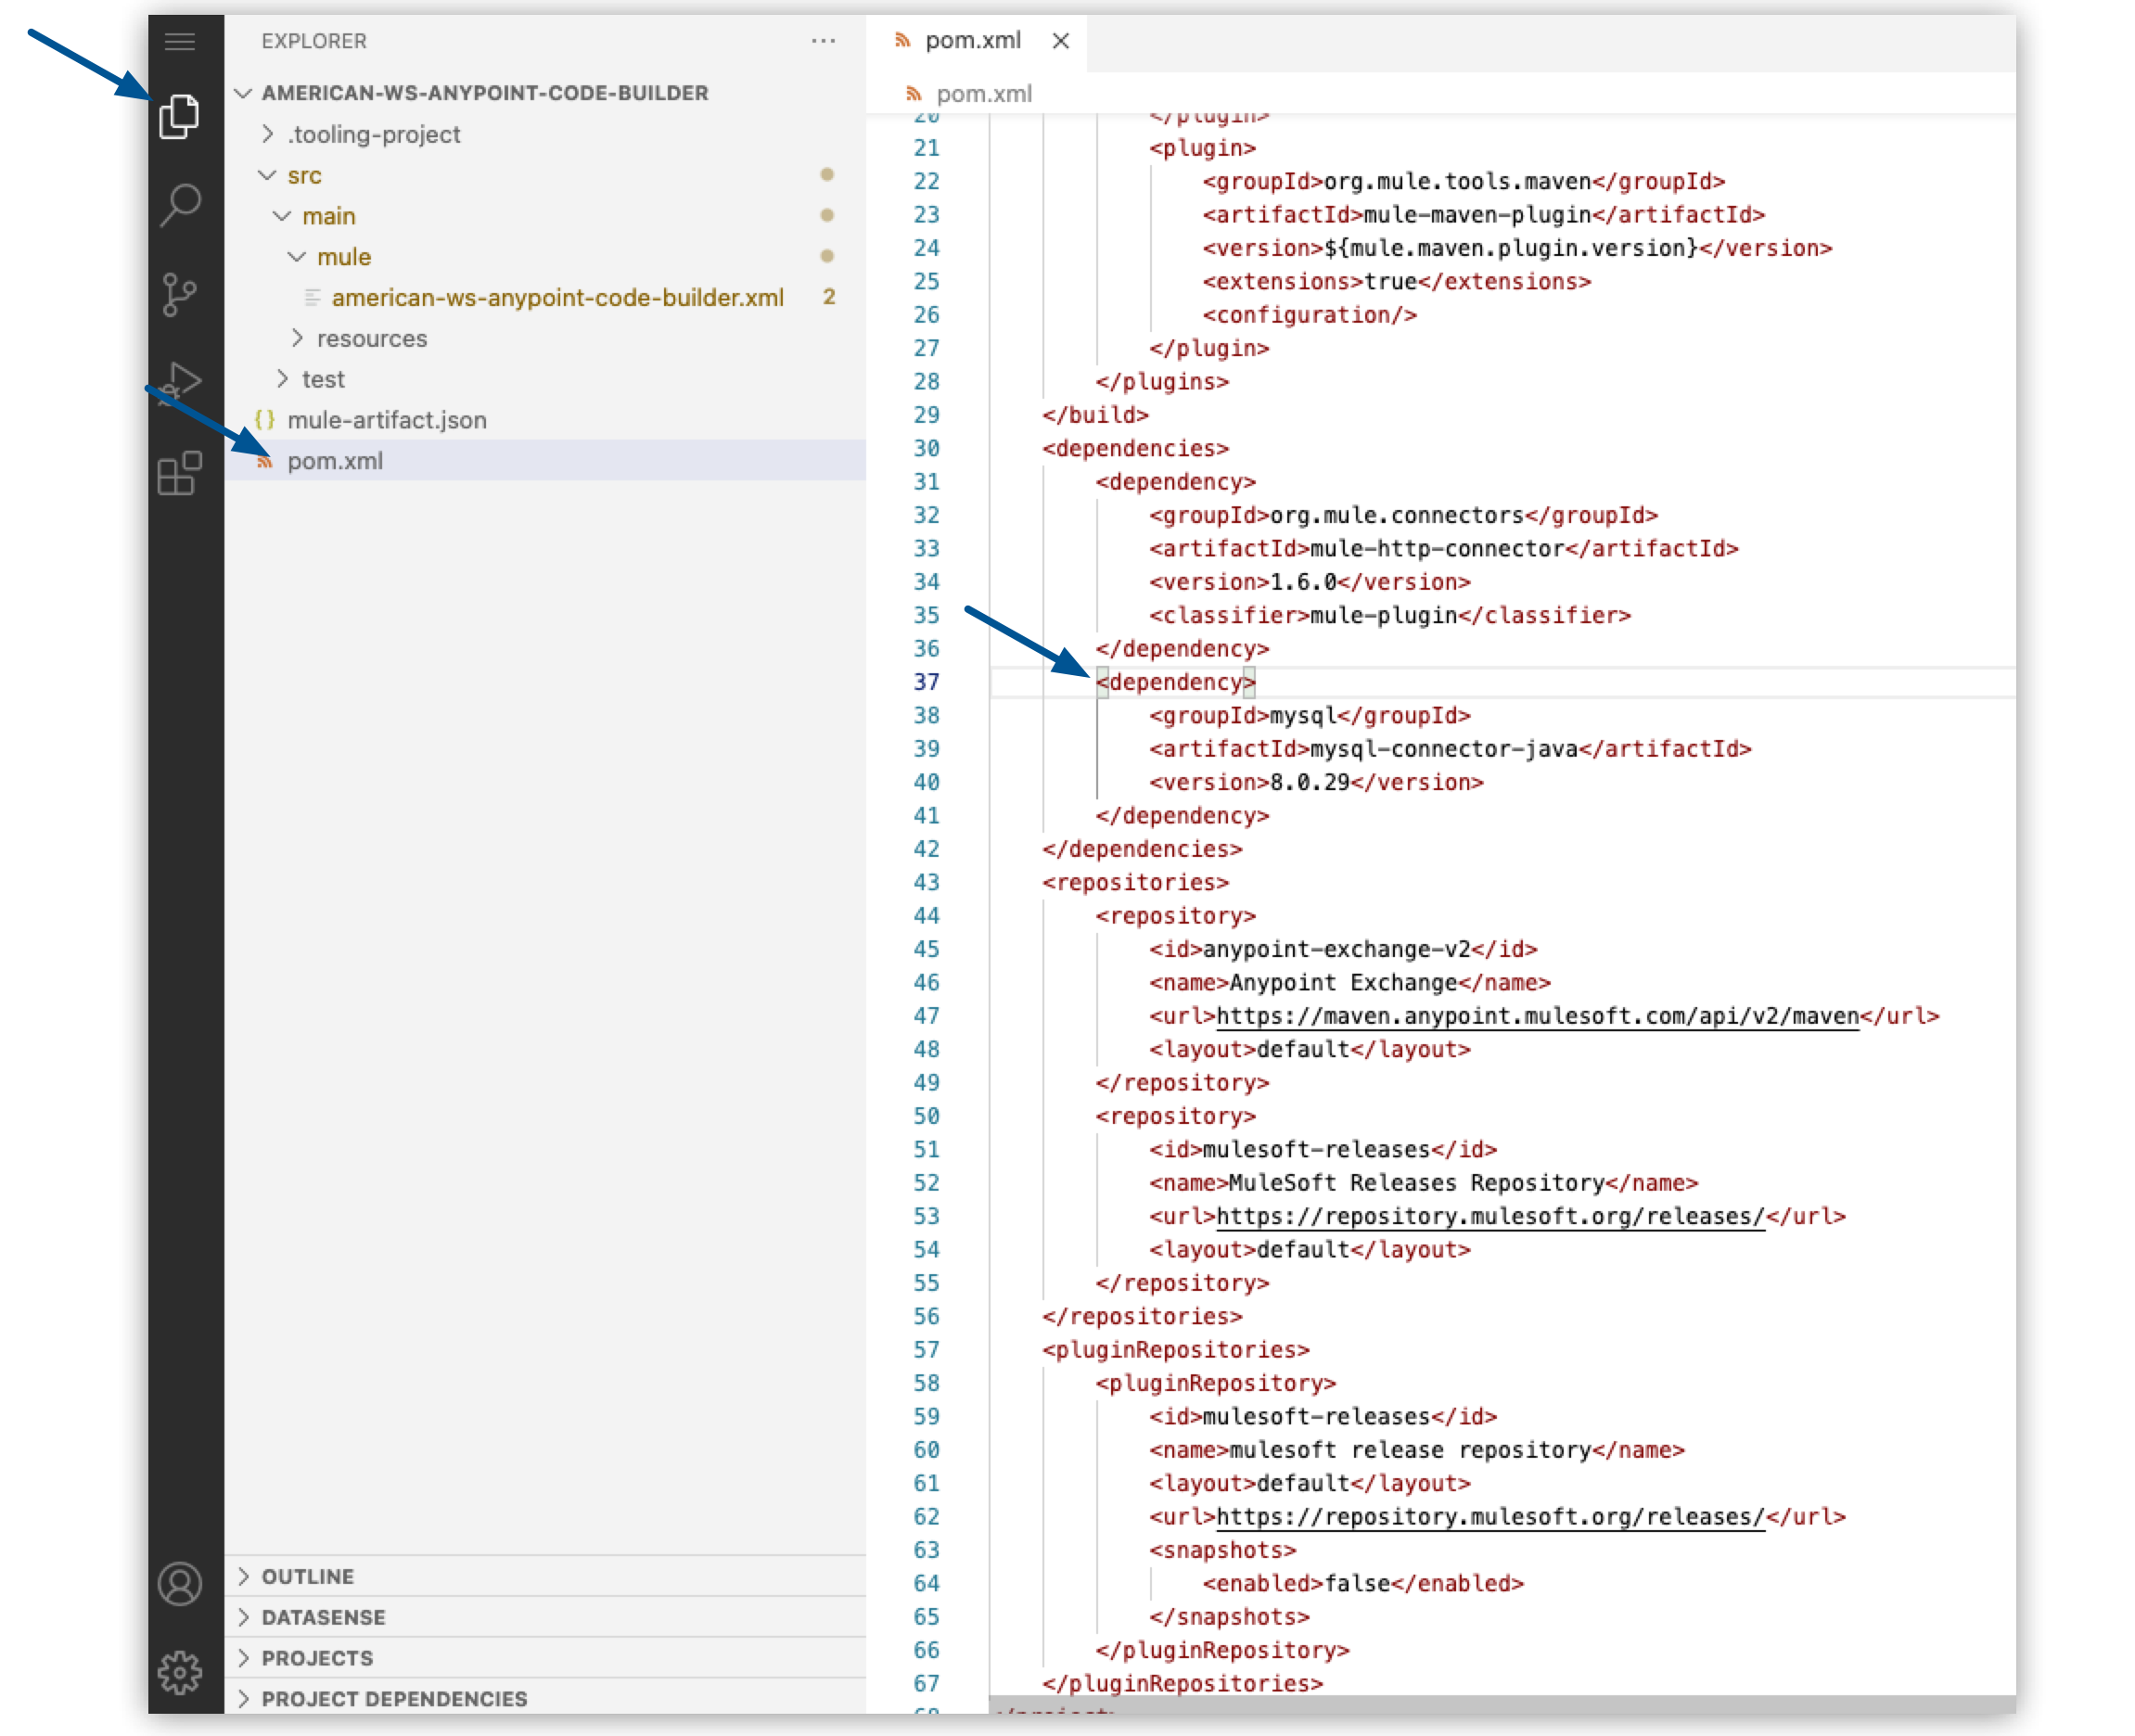 EXPLORER
AMERICAN-WS-ANYPOINT-CODE-BUILDER
.tooling-project
src
main
mule
american-ws-anypoint-code-builder.xml 2
resources
test
{} mule-artifact.json
pom.xml
OUTLINE
DATASENSE
PROJECTS
PROJECT DEPENDENCIES
pom.xml
pom.xml
20 </plugin>
21 <plugin>
22 <groupId>org.mule.tools.maven</groupId>
23 <artifactId>mule-maven-plugin</artifactId>
24 <version>${mule.maven.plugin.version}</version>
25 <extensions>true</extensions>
26 <configuration/>
27 </plugin>
28 </plugins>
29 </build>
30 <dependencies>
31 <dependency>
32 <groupId>org.mule.connectors</groupId>
33 <artifactId>mule-http-connector</artifactId>
34 <version>1.6.0</version>
35 <classifier>mule-plugin</classifier>
36 </dependency>
37 <dependency>
38 <groupId>mysql</groupId>
39 <artifactId>mysql-connector-java</artifactId>
40 <version>8.0.29</version>
41 </dependency>
42 </dependencies>
43 <repositories>
44 <repository>
45 <id>anypoint-exchange-v2</id>
46 <name>Anypoint Exchange</name>
47 <url>https://maven.anypoint.mulesoft.com/api/v2/maven</url>
48 <layout>default</layout>
49 </repository>
50 <repository>
51 <id>mulesoft-releases</id>
52 <name>MuleSoft Releases Repository</name>
53 <url>https://repository.mulesoft.org/releases/</url>
54 <layout>default</layout>
55 </repository>
56 </repositories>
57 <pluginRepositories>
58 <pluginRepository>
59 <id>mulesoft-releases</id>
60 <name>mulesoft release repository</name>
61 <layout>default</layout>
62 <url>https://repository.mulesoft.org/releases/</url>
63 <snapshots>
64 <enabled>false</enabled>
65 </snapshots>
66 </pluginRepository>
67 </pluginRepositories>